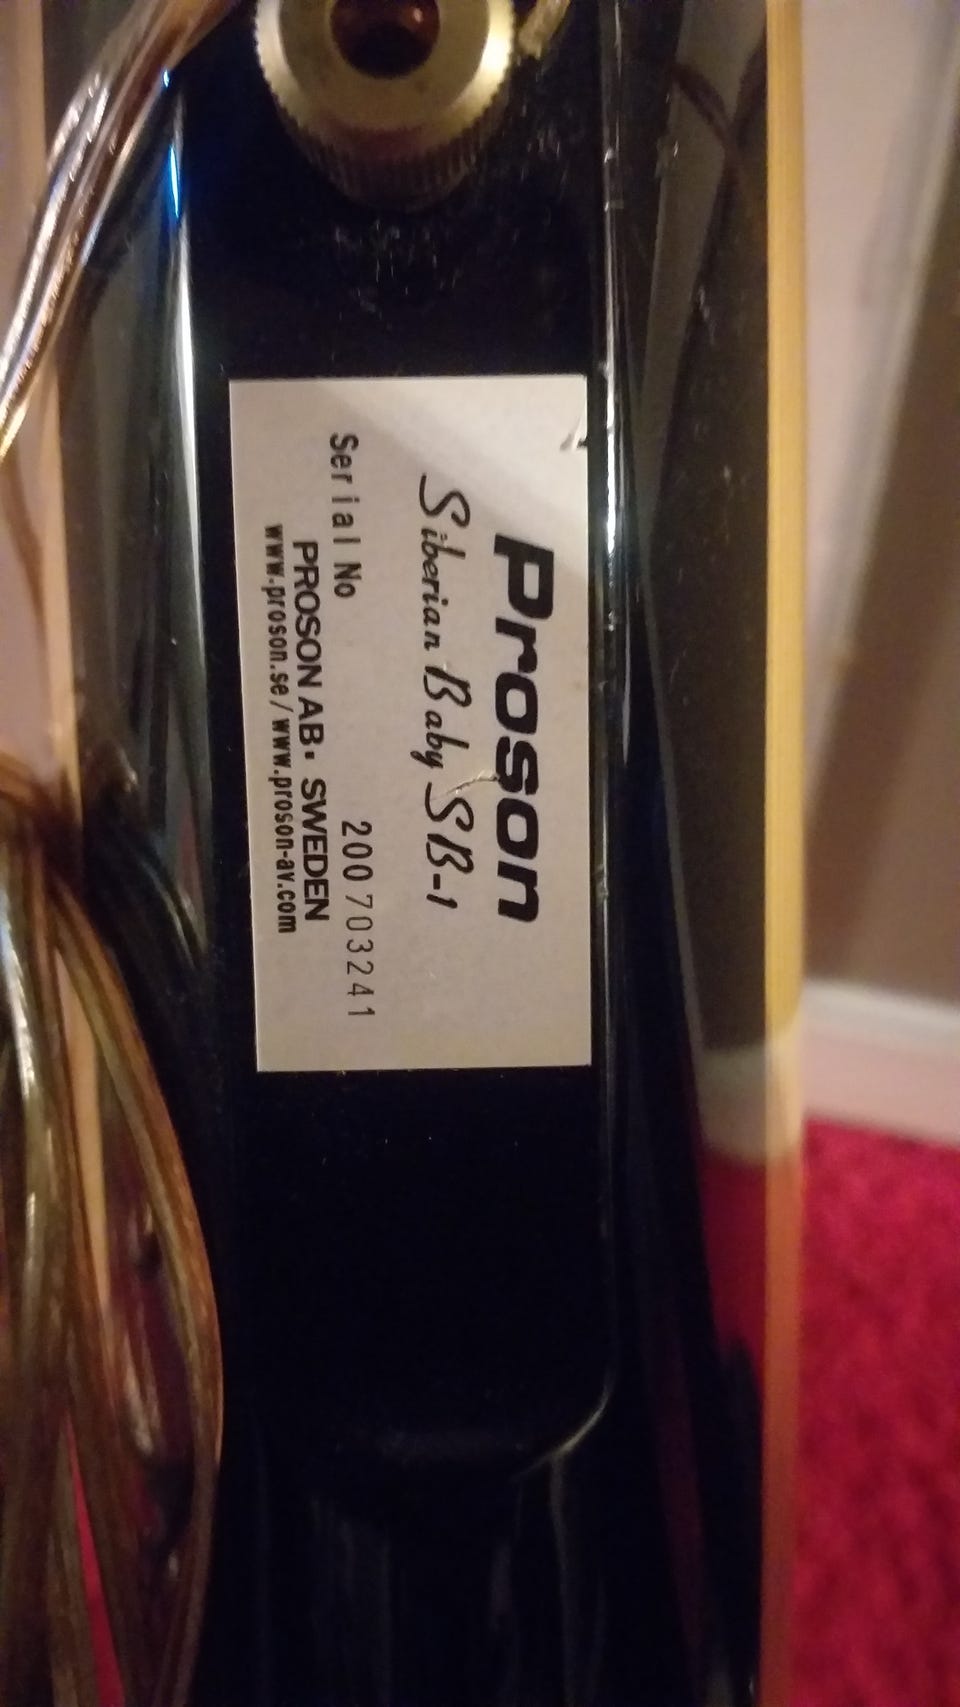 Proson
Siberian Baby SB-1
Serial No 200703241
PROSON AB. SWEDEN
www.proson.se / www.proson-av.com